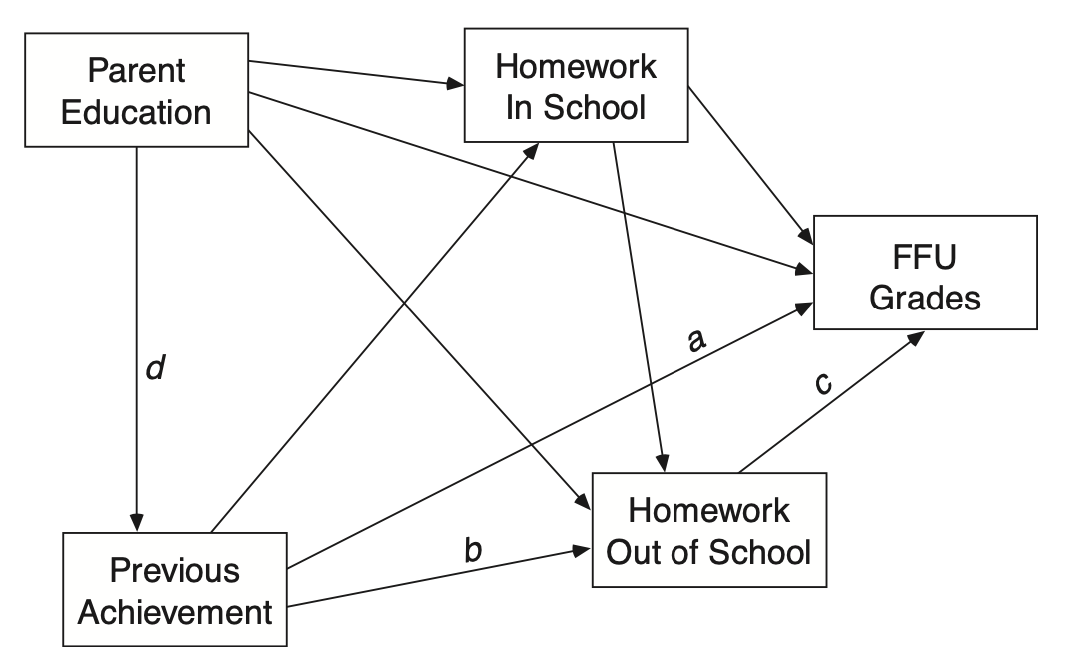 Parent
Education
Homework
In School
FFU
Grades
a
c
d
b
Homework
Out of School
Previous
Achievement